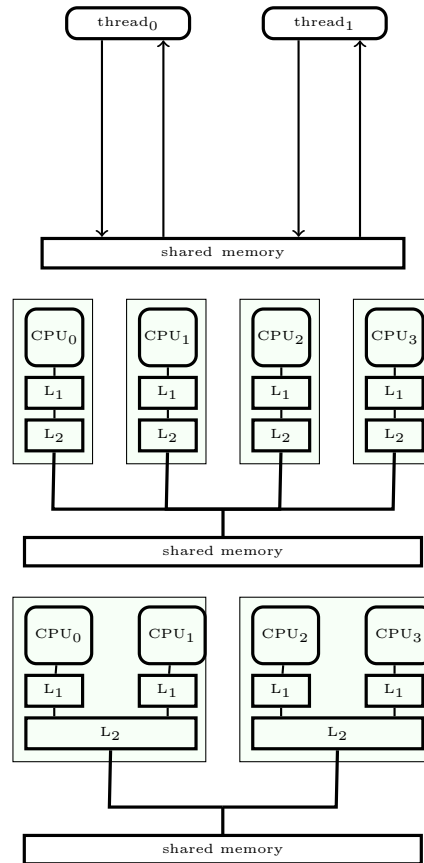 thread₀ thread₁
shared memory
CPU₀ CPU₁ CPU₂ CPU₃
L₁ L₁ L₁ L₁
L₂ L₂ L₂ L₂
shared memory
CPU₀ CPU₁ CPU₂ CPU₃
L₁ L₁ L₁ L₁
L₂ L₂
shared memory